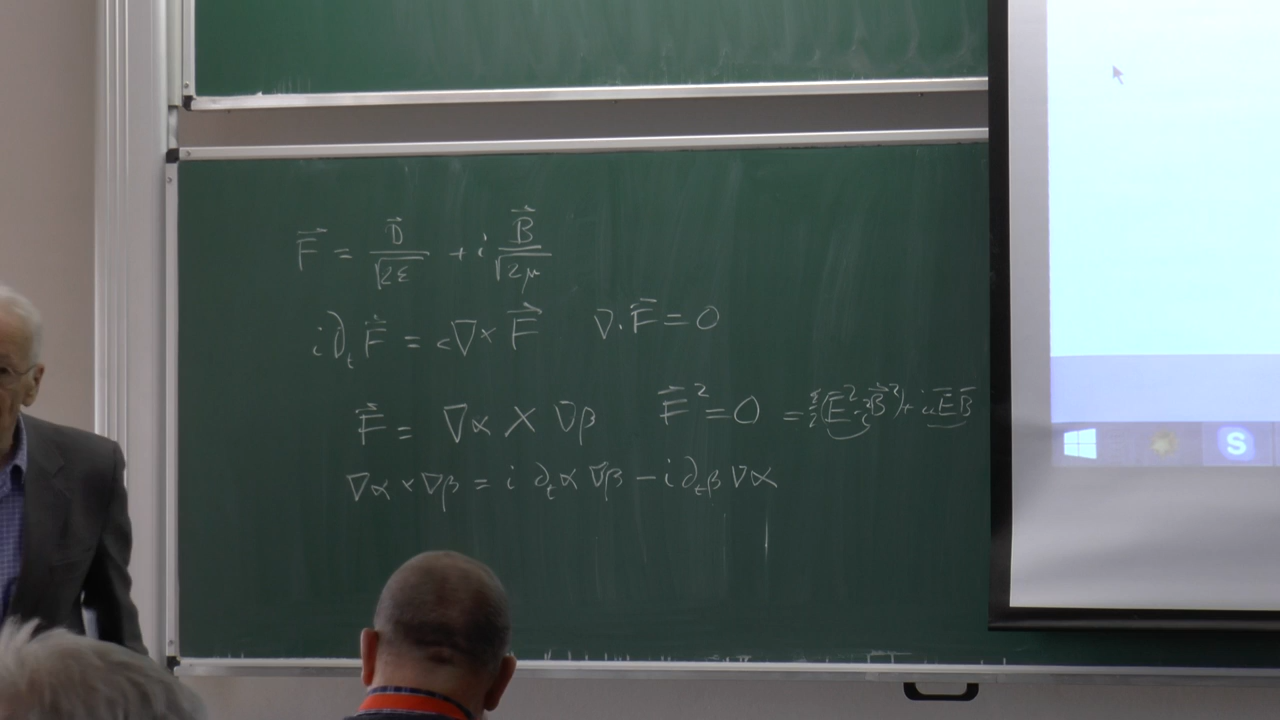 F⃗ = D⃗/√2ε + i B⃗/√2μ
i∂ₜF⃗ = c∇×F⃗ ∇·F⃗ = 0
F⃗ = ∇α × ∇β F⃗² = 0 =
∇α × ∇β = i ∂ₜα ∇β − i ∂ₜβ ∇α
S